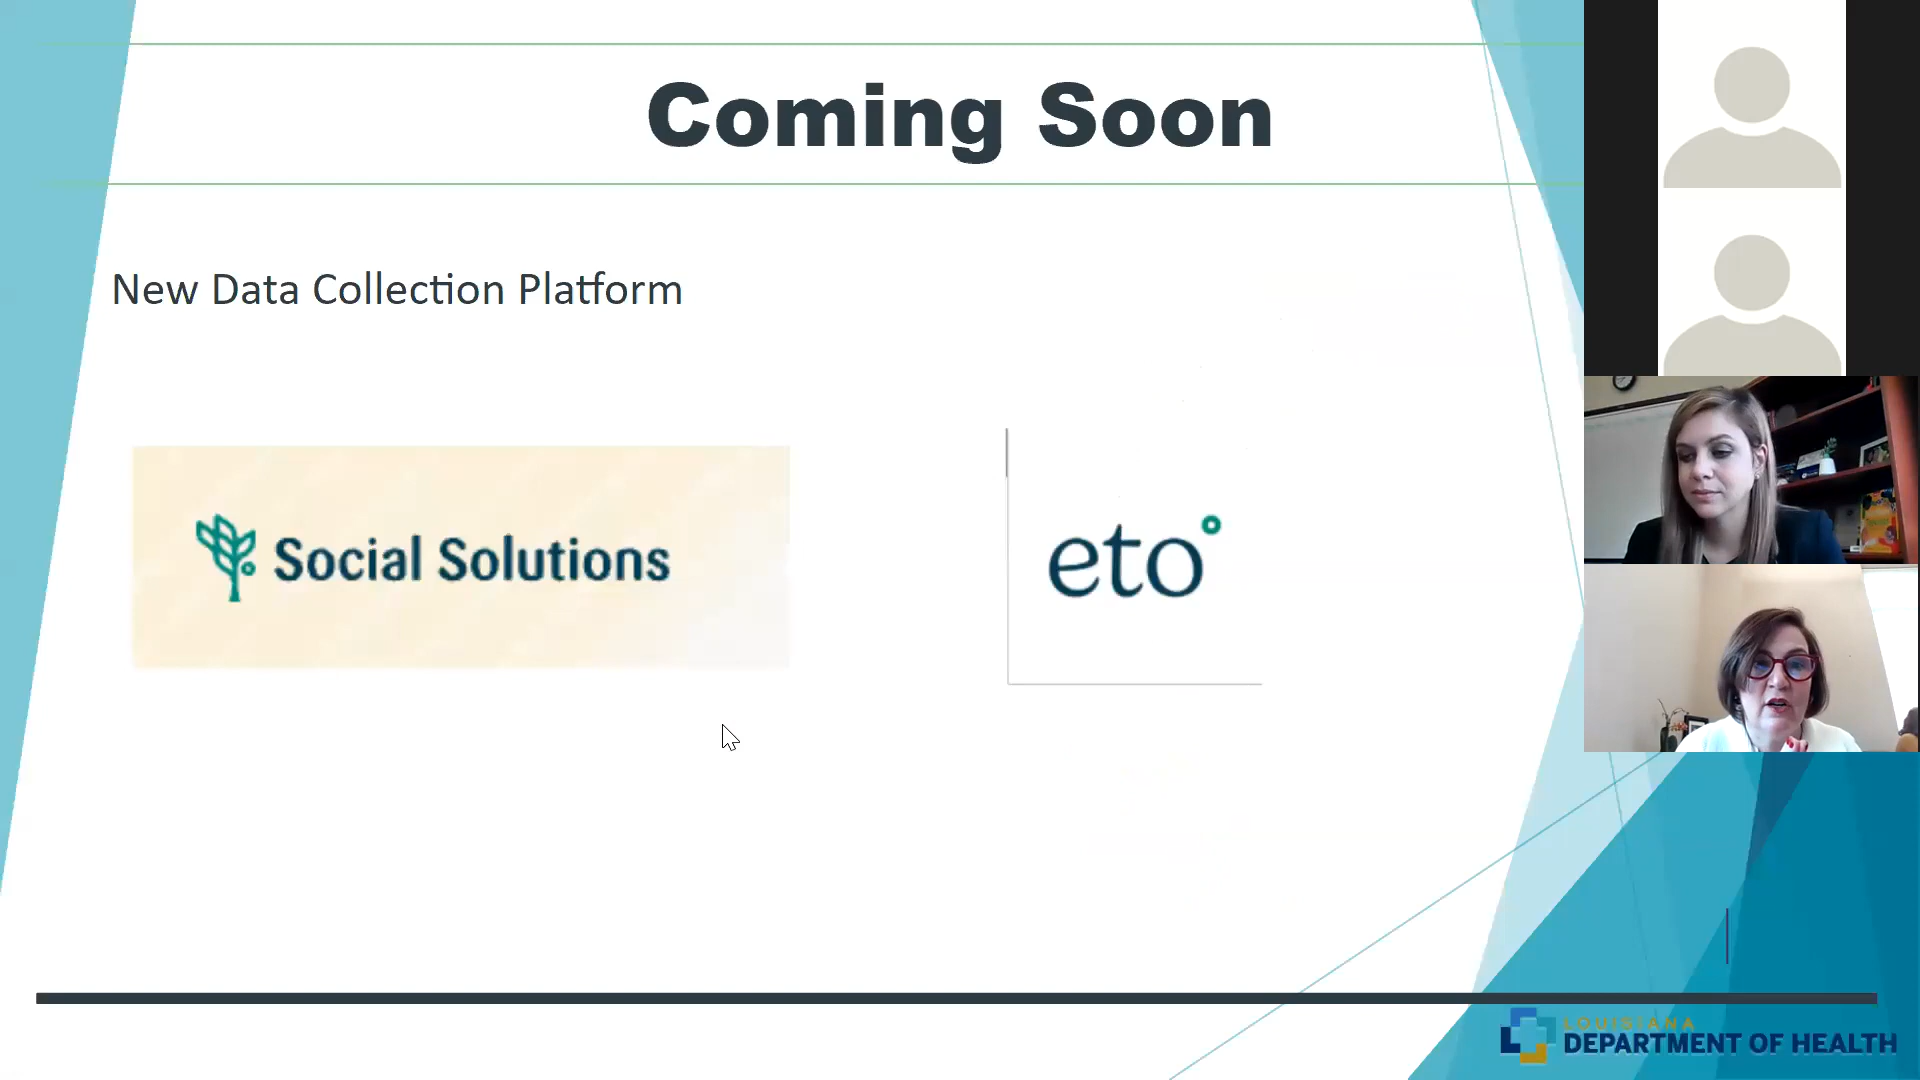 Coming Soon
New Data Collection Platform
Social Solutions
eto
LOUISIANA
DEPARTMENT OF HEALTH